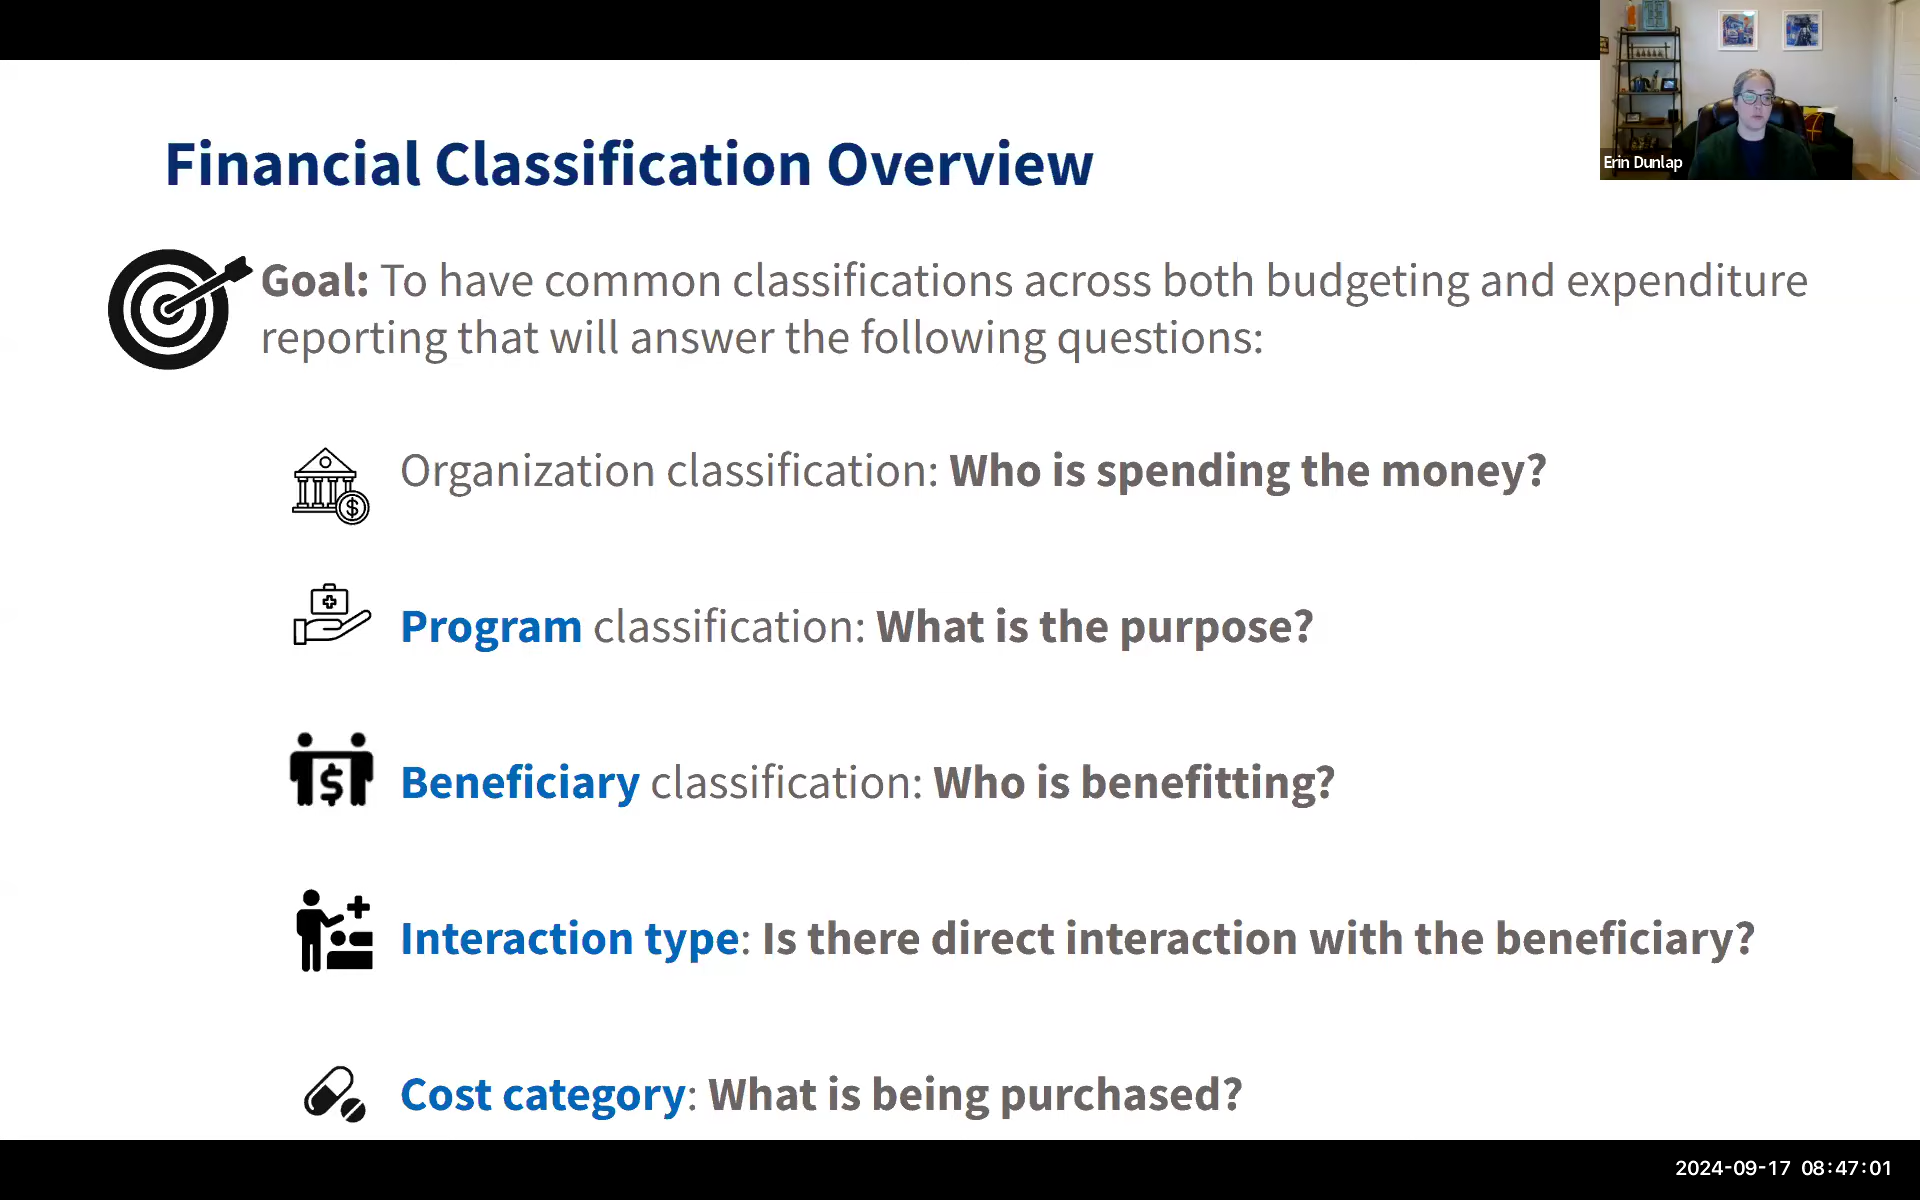 Erin Dunlap
Financial Classification Overview
Goal: To have common classifications across both budgeting and expenditure
reporting that will answer the following questions:
Organization classification: Who is spending the money?
Program classification: What is the purpose?
Beneficiary classification: Who is benefitting?
Interaction type: Is there direct interaction with the beneficiary?
Cost category: What is being purchased?
2024-09-17 08:47:01